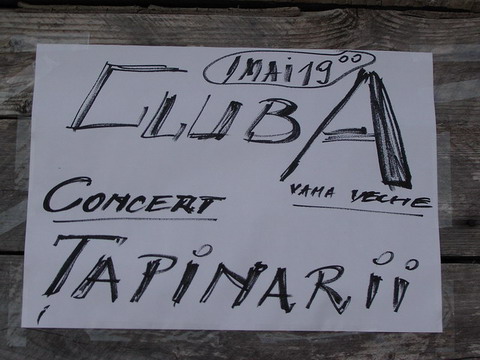 1 MAi 19⁰⁰
CLUB A
VAMA VECHE
CONCERT
ȚAPiNARii